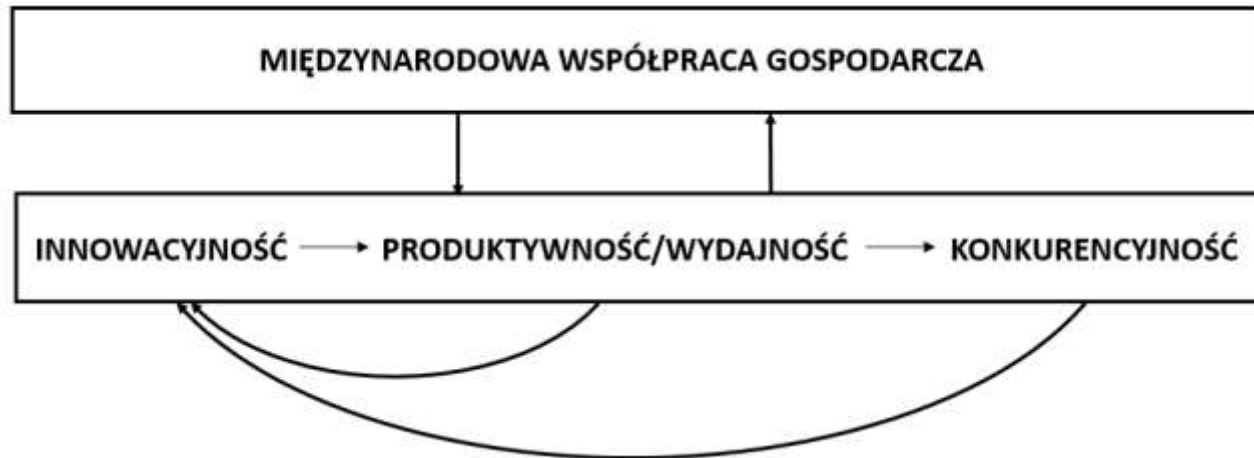 MIĘDZYNARODOWA WSPÓŁPRACA GOSPODARCZA
INNOWACYJNOŚĆ PRODUKTYWNOŚĆ/WYDAJNOŚĆ KONKURENCYJNOŚĆ